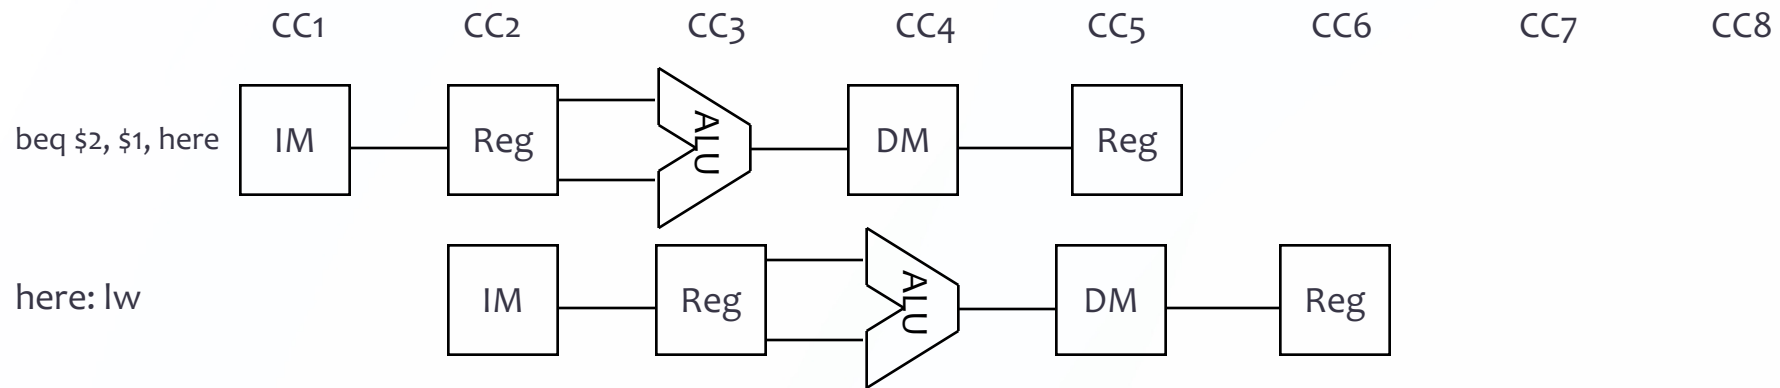 CC1 CC2 CC3 CC4 CC5 CC6 CC7 CC8
beq $2, $1, here IM Reg ALU DM Reg
here: lw IM Reg ALU DM Reg